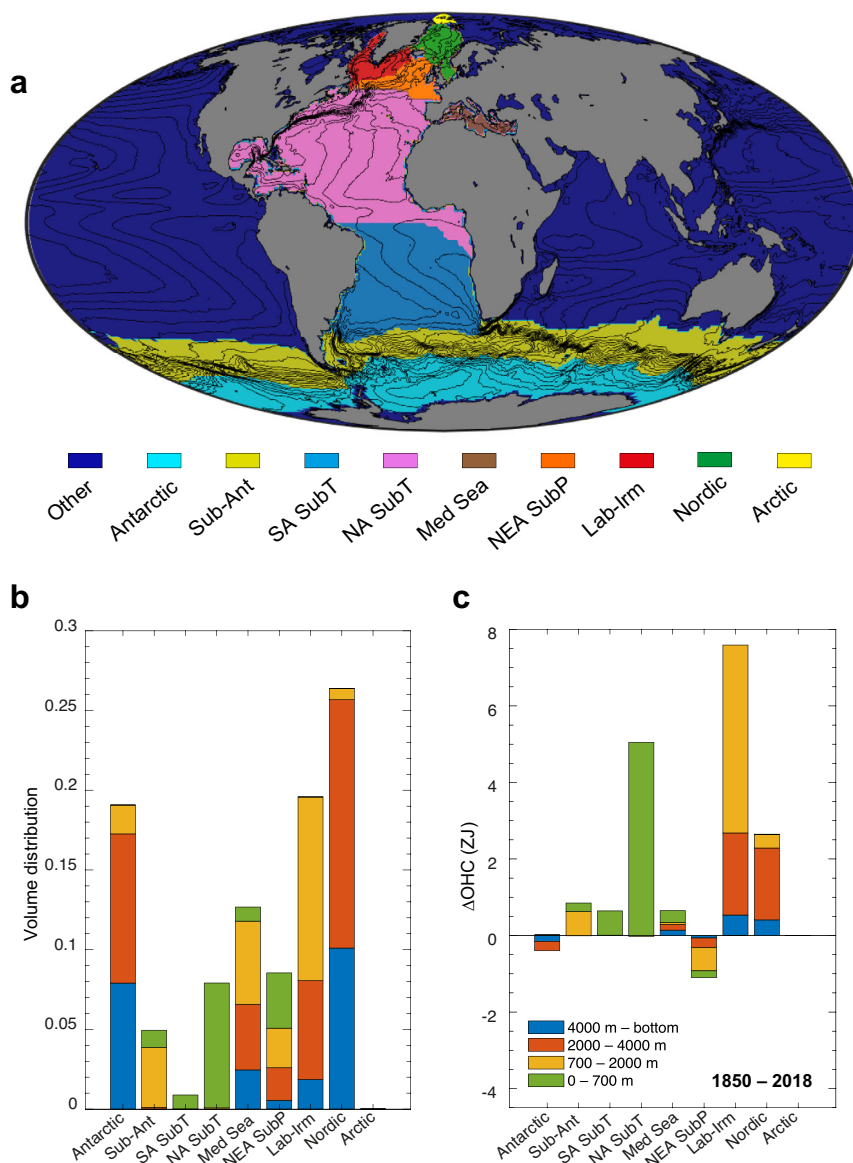 a
Other
Antarctic
Sub-Ant
SA SubT
NA SubT
Med Sea
NEA SubP
Lab-Irm
Nordic
Arctic
b
0.3
0.25
0.2
0.15
0.1
0.05
0
Volume distribution
Antarctic
Sub-Ant
SA SubT
NA SubT
Med Sea
NEA SubP
Lab-Irm
Nordic
Arctic
c
8
6
4
2
0
-2
-4
ΔOHC (ZJ)
4000 m – bottom
2000 – 4000 m
700 – 2000 m
0 – 700 m
1850 – 2018
Antarctic
Sub-Ant
SA SubT
NA SubT
Med Sea
NEA SubP
Lab-Irm
Nordic
Arctic